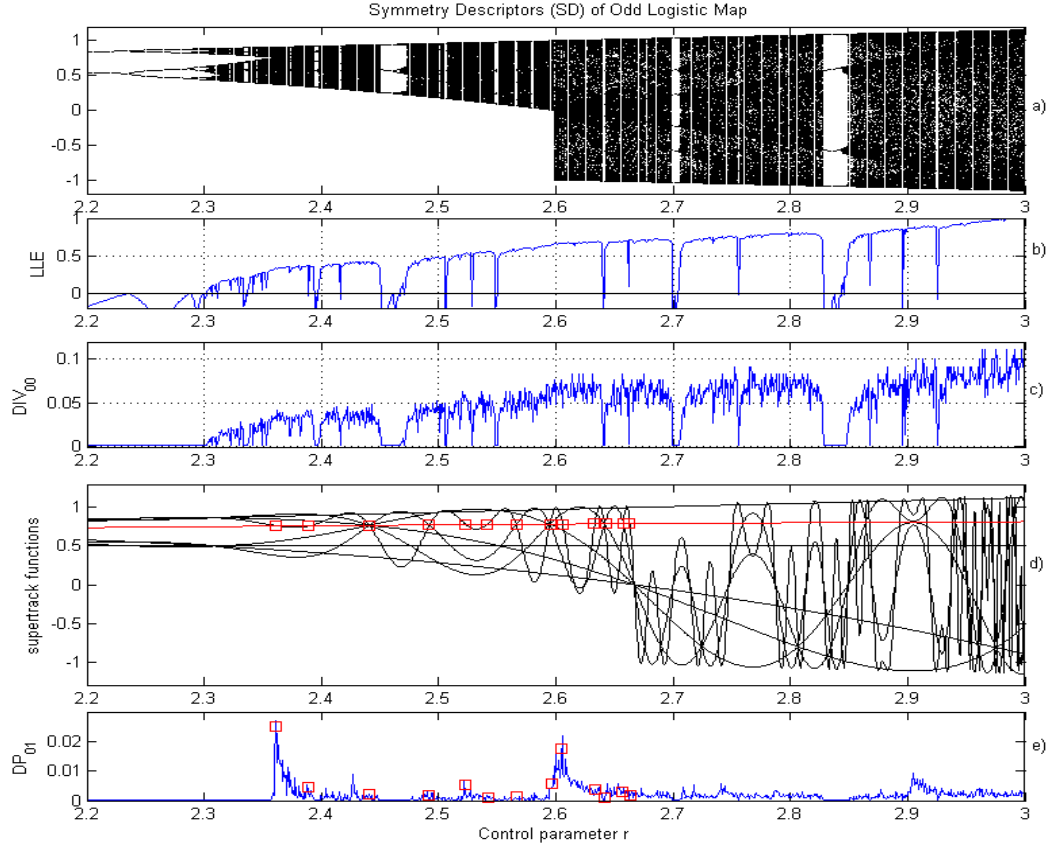 Symmetry Descriptors (SD) of Odd Logistic Map
1
0.5
0
-0.5
-1
a)
2.2 2.3 2.4 2.5 2.6 2.7 2.8 2.9 3
LLE
1
0.5
0
b)
2.2 2.3 2.4 2.5 2.6 2.7 2.8 2.9 3
DIV00
0.1
0.05
0
c)
2.2 2.3 2.4 2.5 2.6 2.7 2.8 2.9 3
supertrack functions
1
0.5
0
-0.5
-1
d)
2.2 2.3 2.4 2.5 2.6 2.7 2.8 2.9 3
DP01
0.02
0.01
0
e)
2.2 2.3 2.4 2.5 2.6 2.7 2.8 2.9 3
Control parameter r